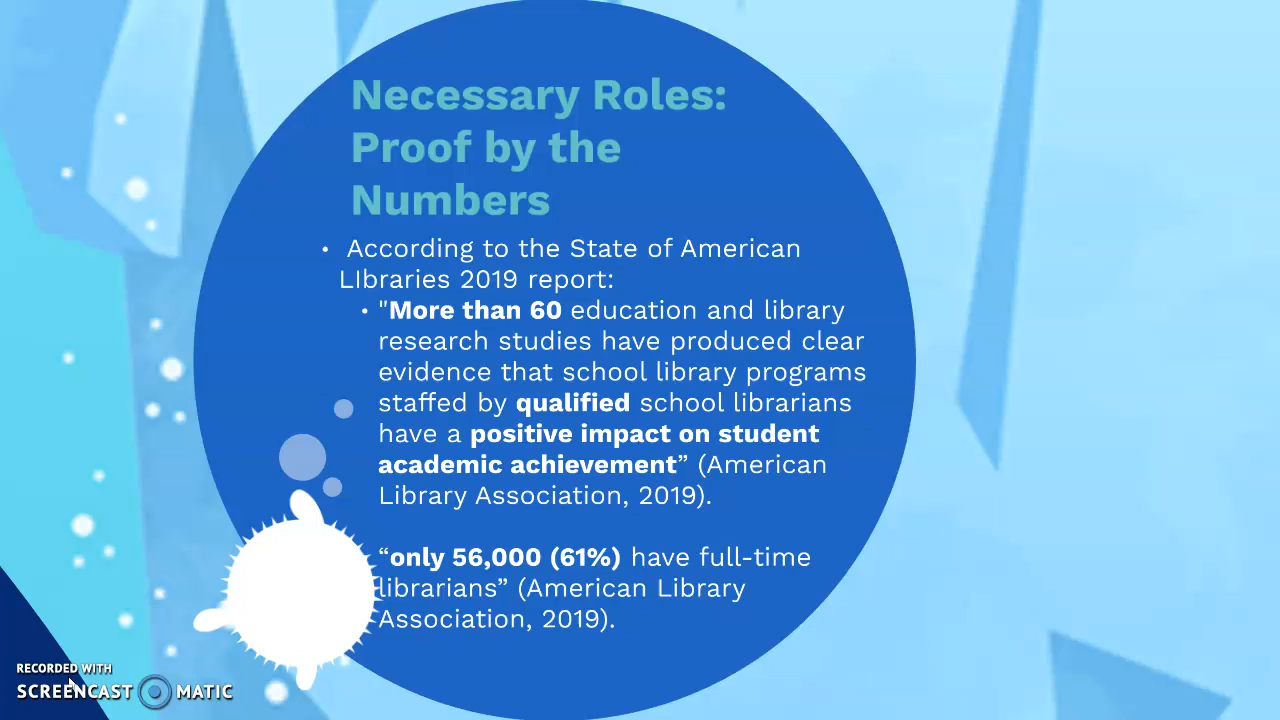 Necessary Roles:
Proof by the
Numbers
• According to the State of American
LIbraries 2019 report:
• "More than 60 education and library
research studies have produced clear
evidence that school library programs
staffed by qualified school librarians
have a positive impact on student
academic achievement” (American
Library Association, 2019).
“only 56,000 (61%) have full-time
librarians” (American Library
Association, 2019).
RECORDED WITH
SCREENCAST MATIC